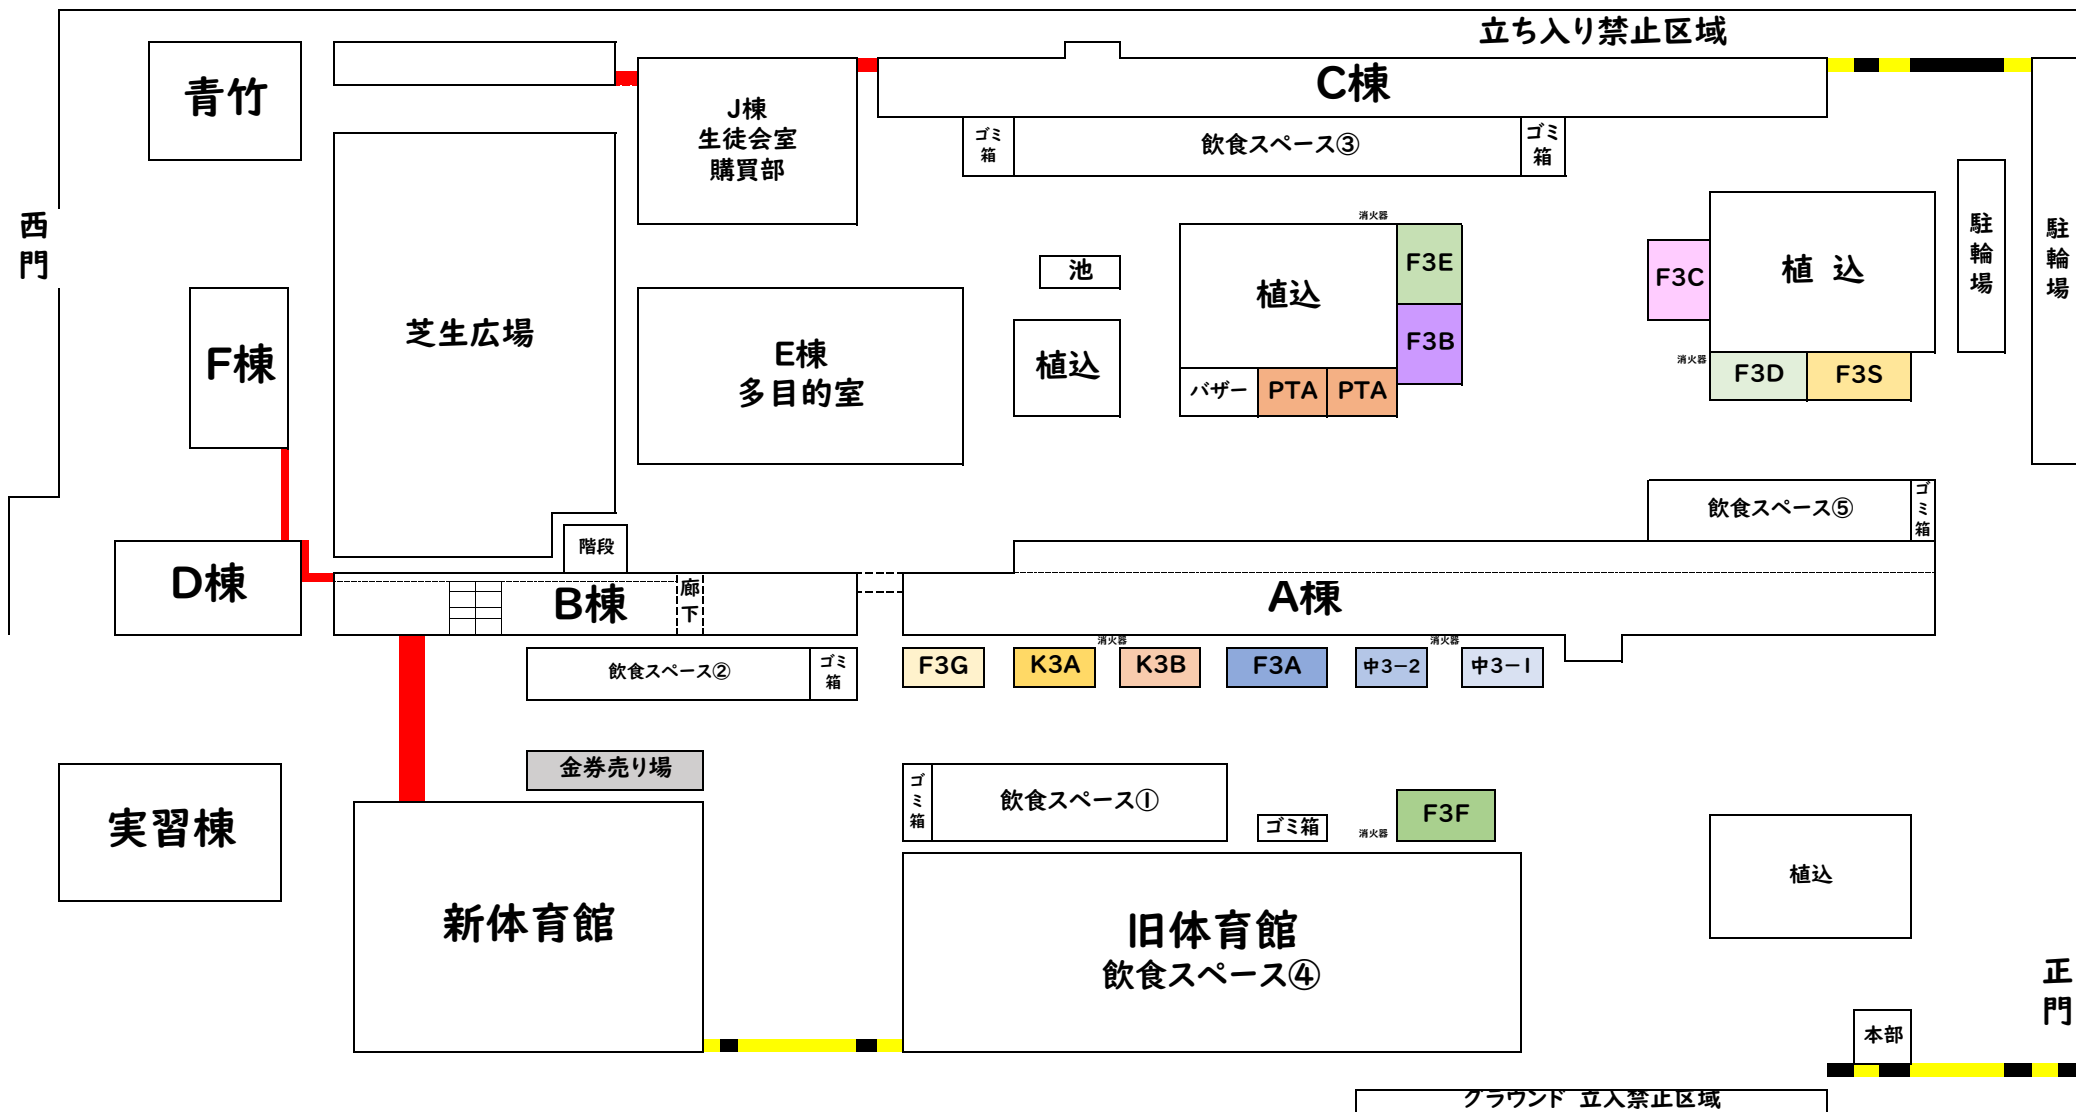 立ち入り禁止区域
青竹
J棟
生徒会室
購買部
C棟
ゴミ
箱
飲食スペース③
ゴミ
箱
西
門
消火器
F3E
植込
F3B
バザー
PTA
PTA
池
植込
F3C
植 込
消火器
F3D
F3S
駐
輪
場
駐
輪
場
F棟
芝生広場
E棟
多目的室
飲食スペース⑤
ゴ
ミ
箱
階段
D棟
B棟
廊
下
A棟
飲食スペース②
ゴミ
箱
F3G
K3A
消火器
K3B
F3A
中3-2
消火器
中3-1
金券売り場
実習棟
ゴ
ミ
箱
飲食スペース①
ゴミ箱
消火器
F3F
植込
新体育館
旧体育館
飲食スペース④
正
門
本部
グラウンド 立入禁止区域